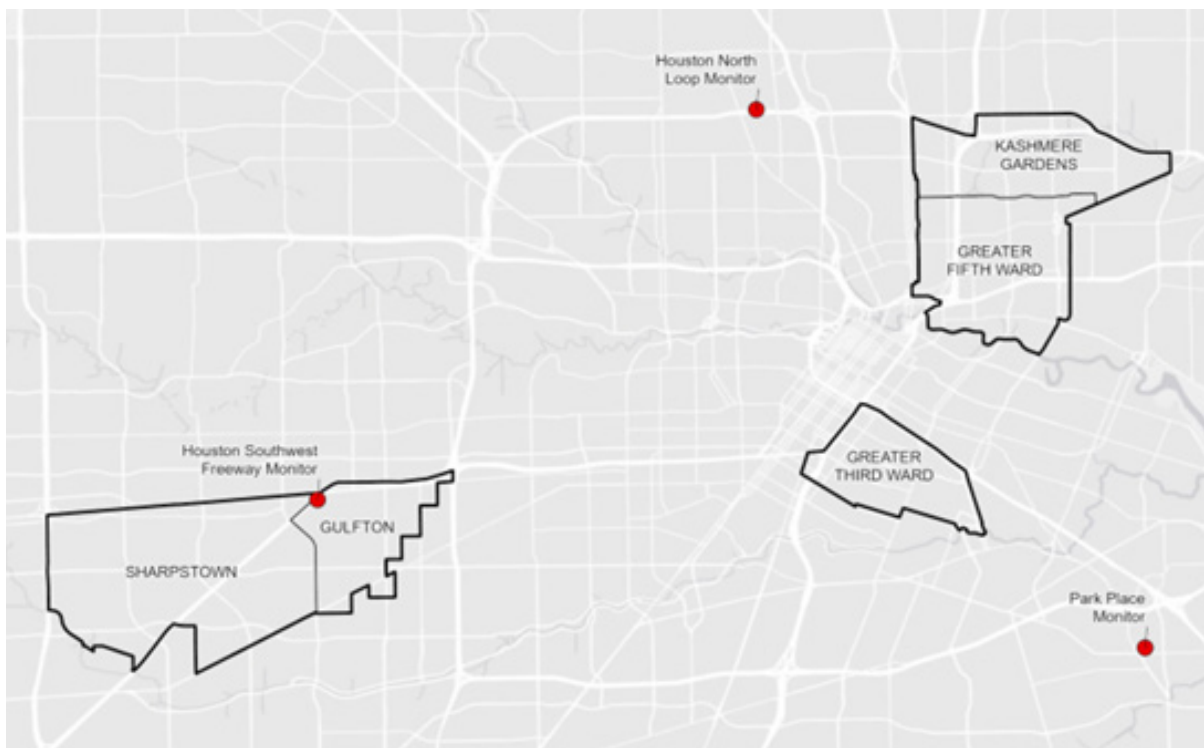 Houston North
Loop Monitor
KASHMERE
GARDENS
GREATER
FIFTH WARD
GREATER
THIRD WARD
Houston Southwest
Freeway Monitor
GULFTON
SHARPSTOWN
Park Place
Monitor